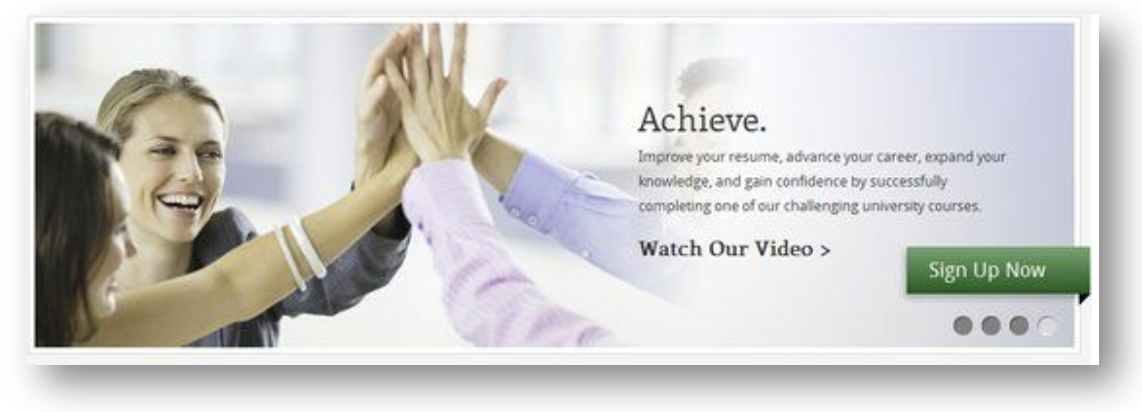 Achieve.
Improve your resume, advance your career, expand your
knowledge, and gain confidence by successfully
completing one of our challenging university courses.
Watch Our Video >
Sign Up Now